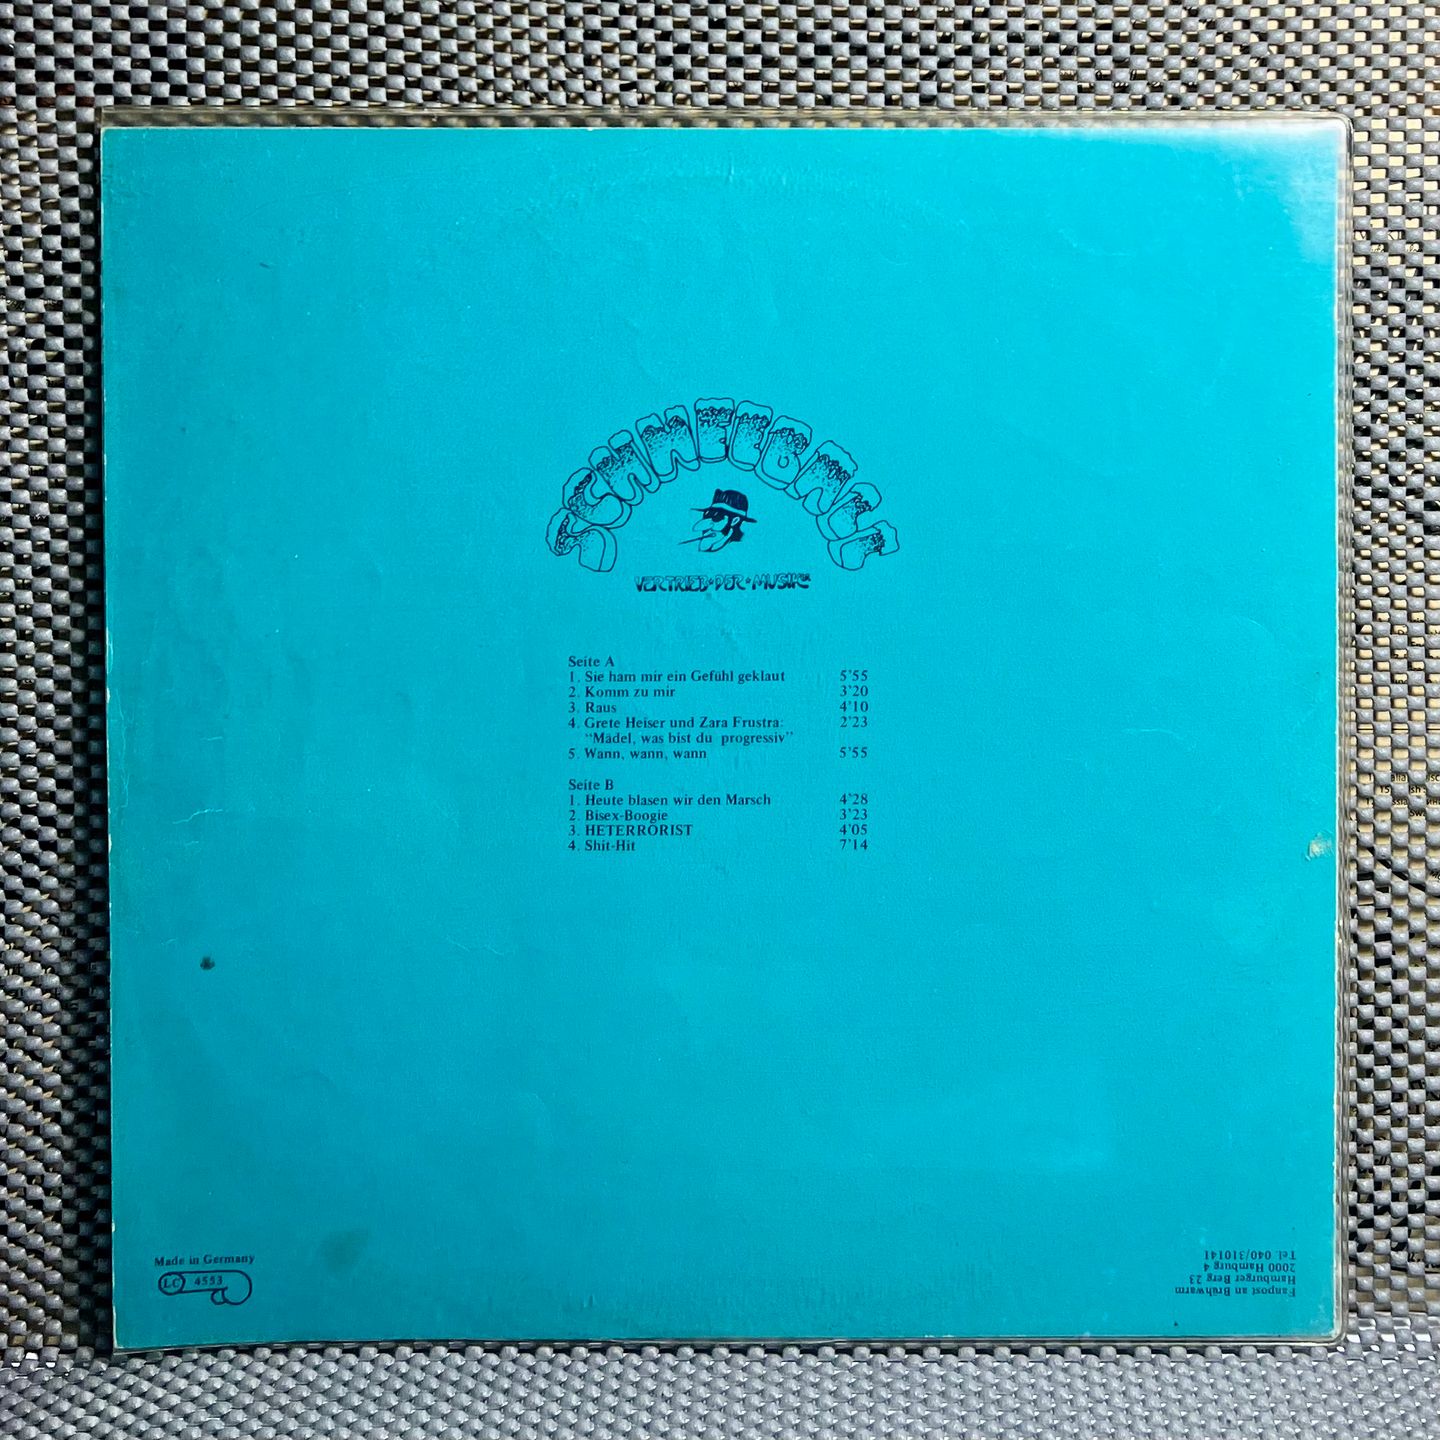 SCHNEEBALL
VERTRIEB·DER·MUSIKER
Seite A
1. Sie ham mir ein Gefühl geklaut 5'55
2. Komm zu mir 3'20
3. Raus 4'10
4. Grete Heiser und Zara Frustra: 2'23
"Mädel, was bist du progressiv"
5. Wann, wann, wann 5'55
Seite B
1. Heute blasen wir den Marsch 4'28
2. Bisex-Boogie 3'23
3. HETERRORIST 4'05
4. Shit-Hit 7'14
Made in Germany
LC 4553
Fanpost an Brühwarm
Hamburger Berg 23
2000 Hamburg 4
Tel. 040/310141